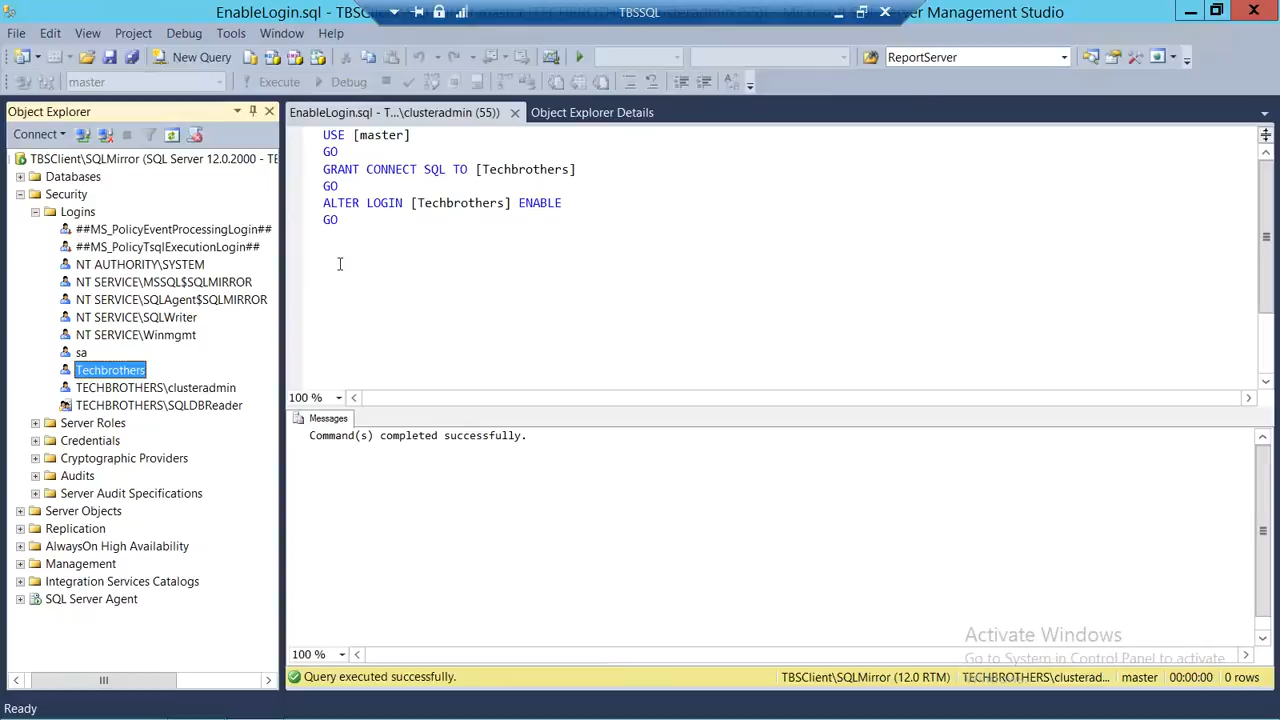 EnableLogin.sql - TBSC
TBSSQL
Server Management Studio
File Edit View Project Debug Tools Window Help
New Query
ReportServer
master
Execute
Debug
Object Explorer
EnableLogin.sql - T...\clusteradmin (55))
Object Explorer Details
Connect
TBSClient\SQLMirror (SQL Server 12.0.2000 - TE
Databases
Security
Logins
##MS_PolicyEventProcessingLogin##
##MS_PolicyTsqlExecutionLogin##
NT AUTHORITY\SYSTEM
NT SERVICE\MSSQL$SQLMIRROR
NT SERVICE\SQLAgent$SQLMIRROR
NT SERVICE\SQLWriter
NT SERVICE\Winmgmt
sa
Techbrothers
TECHBROTHERS\clusteradmin
TECHBROTHERS\SQLDBReader
Server Roles
Credentials
Cryptographic Providers
Audits
Server Audit Specifications
Server Objects
Replication
AlwaysOn High Availability
Management
Integration Services Catalogs
SQL Server Agent
USE [master]
GO
GRANT CONNECT SQL TO [Techbrothers]
GO
ALTER LOGIN [Techbrothers] ENABLE
GO
100 %
Messages
Command(s) completed successfully.
100 %
Activate Windows
Go to System in Control Panel to activate
Query executed successfully.
TBSClient\SQLMirror (12.0 RTM)
TECHBROTHERS\clusterad...
master
00:00:00
0 rows
Ready